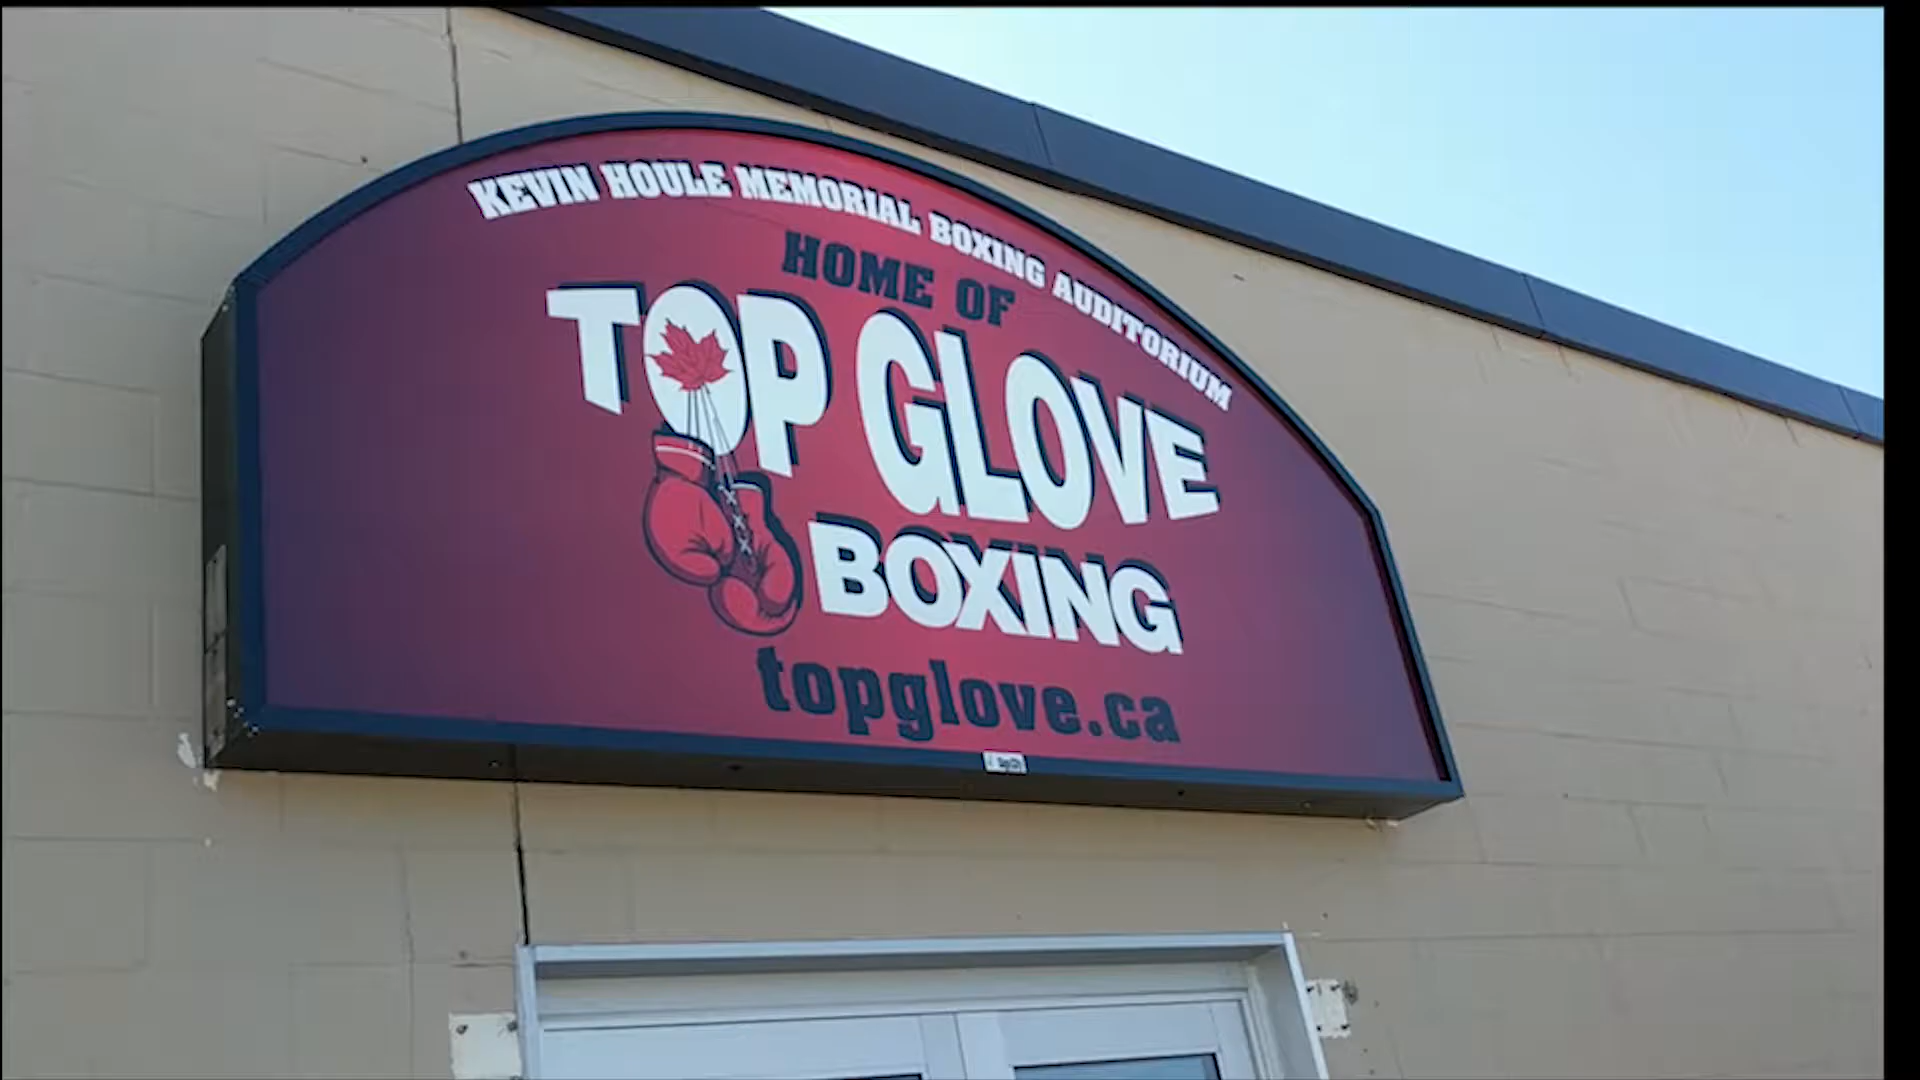 KEVIN HOULE MEMORIAL BOXING AUDITORIUM
HOME OF
TOP GLOVE
BOXING
topglove.ca